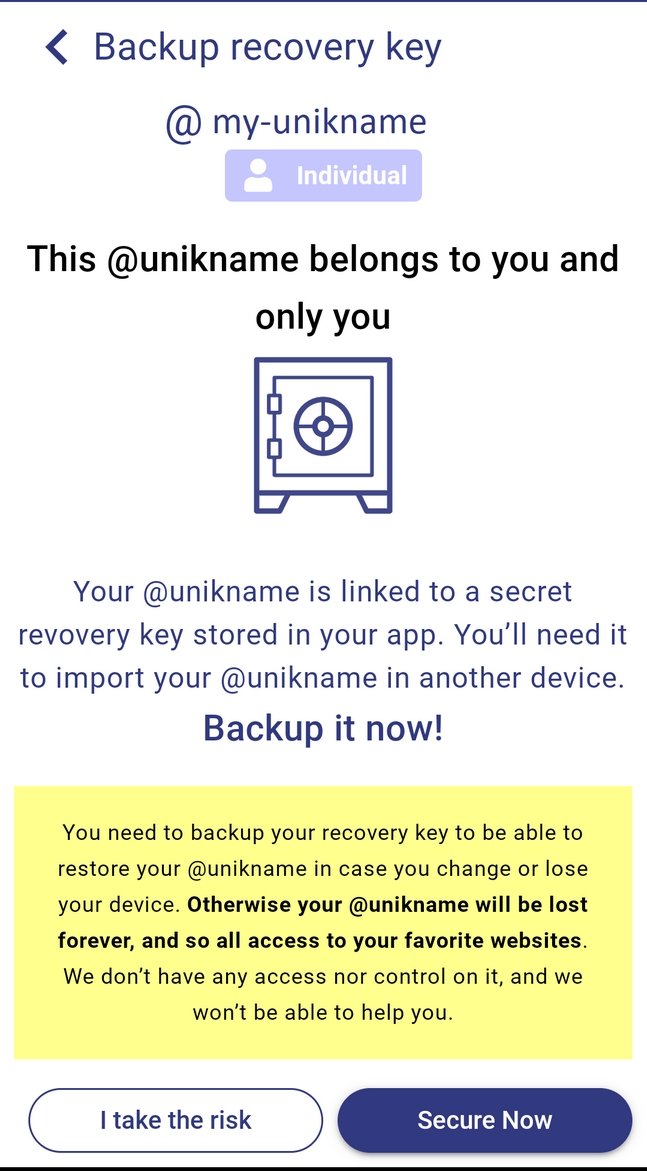 Backup recovery key
@ my-unikname
Individual
This @unikname belongs to you and
only you
Your @unikname is linked to a secret
revovery key stored in your app. You’ll need it
to import your @unikname in another device.
Backup it now!
You need to backup your recovery key to be able to
restore your @unikname in case you change or lose
your device. Otherwise your @unikname will be lost
forever, and so all access to your favorite websites.
We don’t have any access nor control on it, and we
won’t be able to help you.
I take the risk
Secure Now